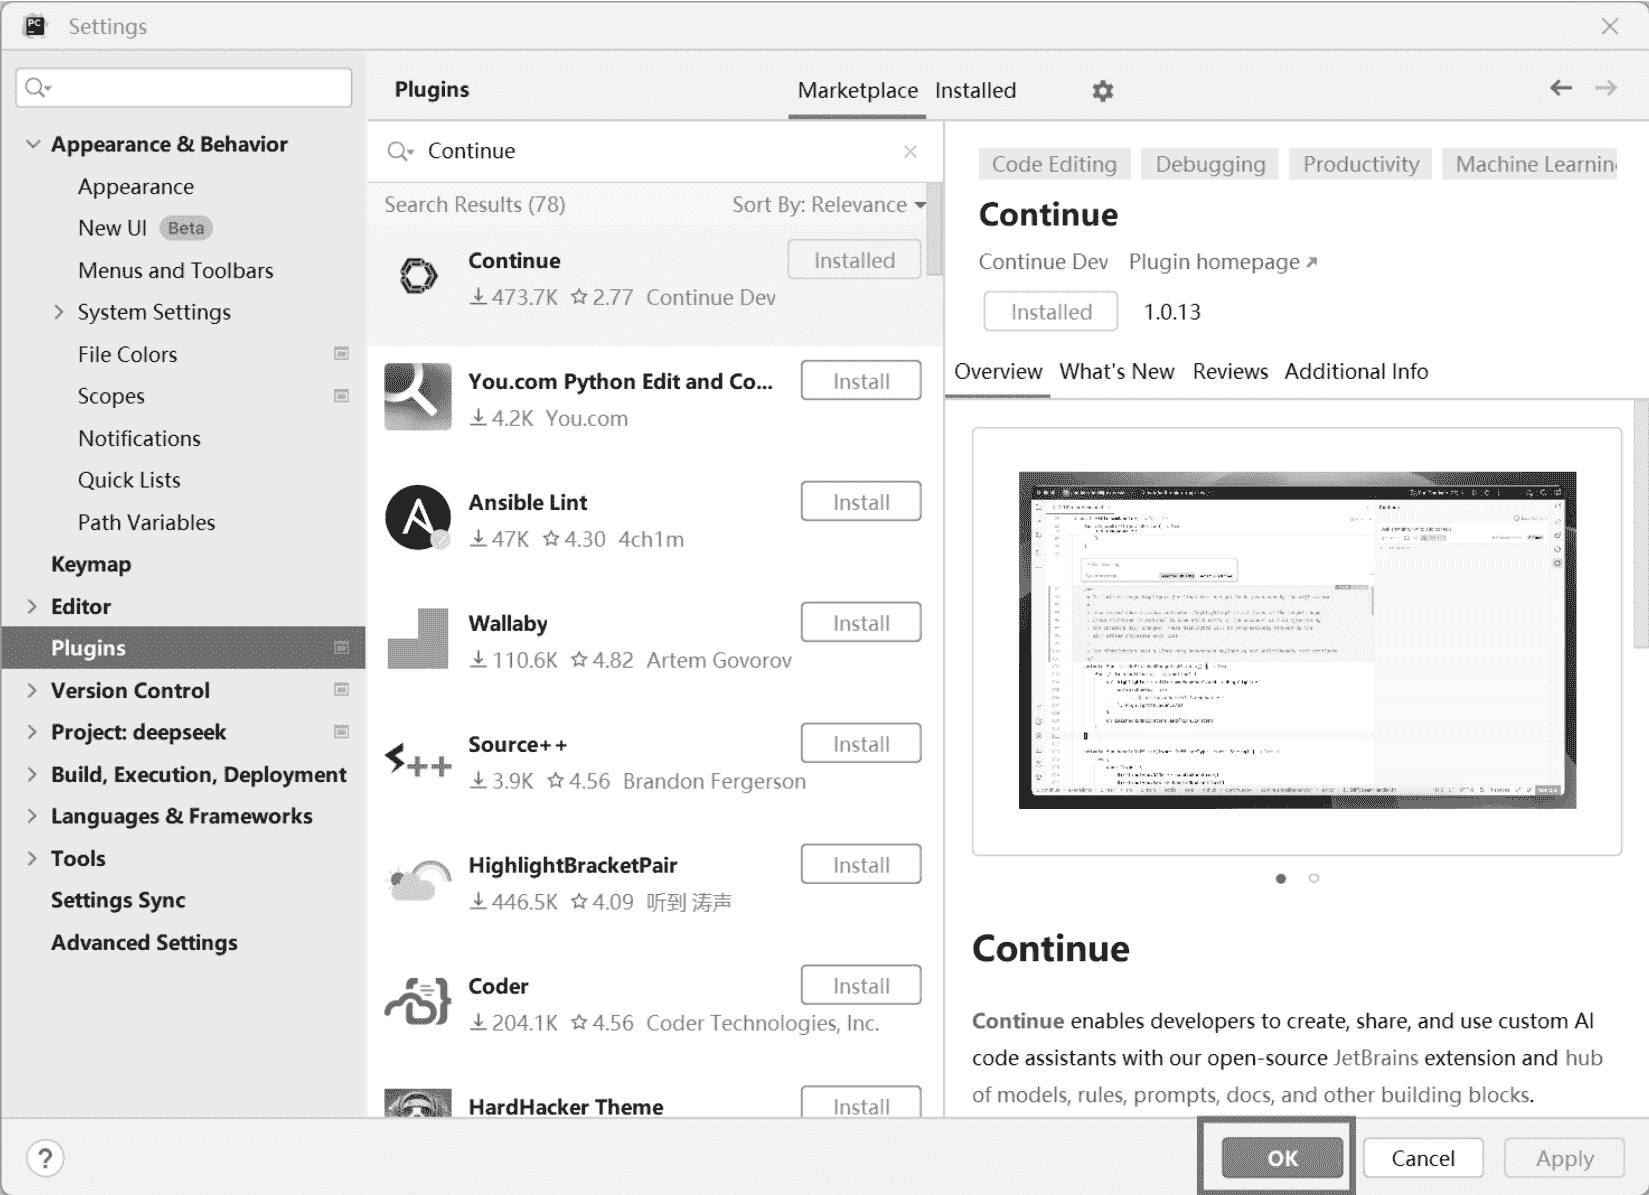 PC
Settings
Appearance & Behavior
Appearance
New UI Beta
Menus and Toolbars
System Settings
File Colors
Scopes
Notifications
Quick Lists
Path Variables
Keymap
Editor
Plugins
Version Control
Project: deepseek
Build, Execution, Deployment
Languages & Frameworks
Tools
Settings Sync
Advanced Settings
Plugins
Marketplace Installed
Continue
Search Results (78) Sort By: Relevance
Continue Installed
473.7K 2.77 Continue Dev
You.com Python Edit and Co... Install
4.2K You.com
Ansible Lint Install
47K 4.30 4ch1m
Wallaby Install
110.6K 4.82 Artem Govorov
Source++ Install
3.9K 4.56 Brandon Fergerson
HighlightBracketPair Install
446.5K 4.09 听到 涛声
Coder Install
204.1K 4.56 Coder Technologies, Inc.
HardHacker Theme Install
Code Editing Debugging Productivity Machine Learnin
Continue
Continue Dev Plugin homepage
Installed 1.0.13
Overview What's New Reviews Additional Info
Continue
Continue enables developers to create, share, and use custom AI
code assistants with our open-source JetBrains extension and hub
of models, rules, prompts, docs, and other building blocks.
? OK Cancel Apply